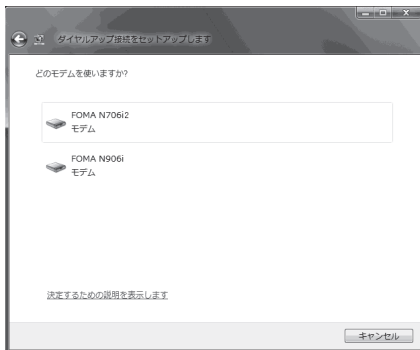 ダイヤルアップ接続をセットアップします
どのモデムを使いますか?
FOMA N706i2
モデム
FOMA N906i
モデム
決定するための説明を表示します
キャンセル